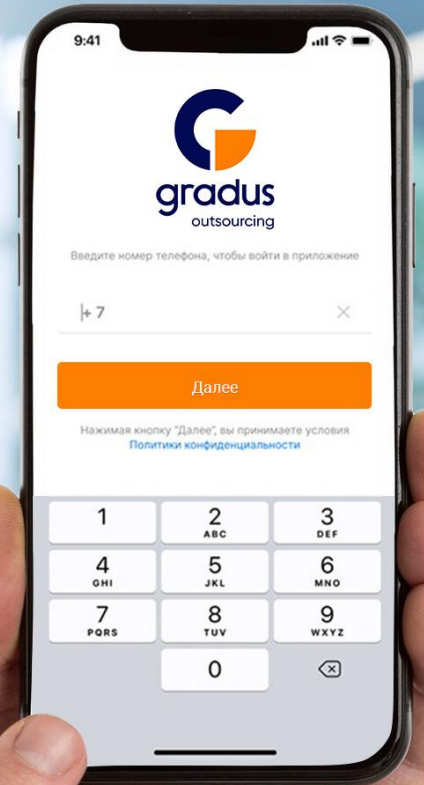 9:41
gradus
outsourcing
Введите номер телефона, чтобы войти в приложение
+ 7
Далее
Нажимая кнопку "Далее", вы принимаете условия
Политики конфиденциальности
1
2
3
ABC
DEF
4
5
6
GHI
JKL
MNO
7
8
9
PQRS
TUV
WXYZ
0